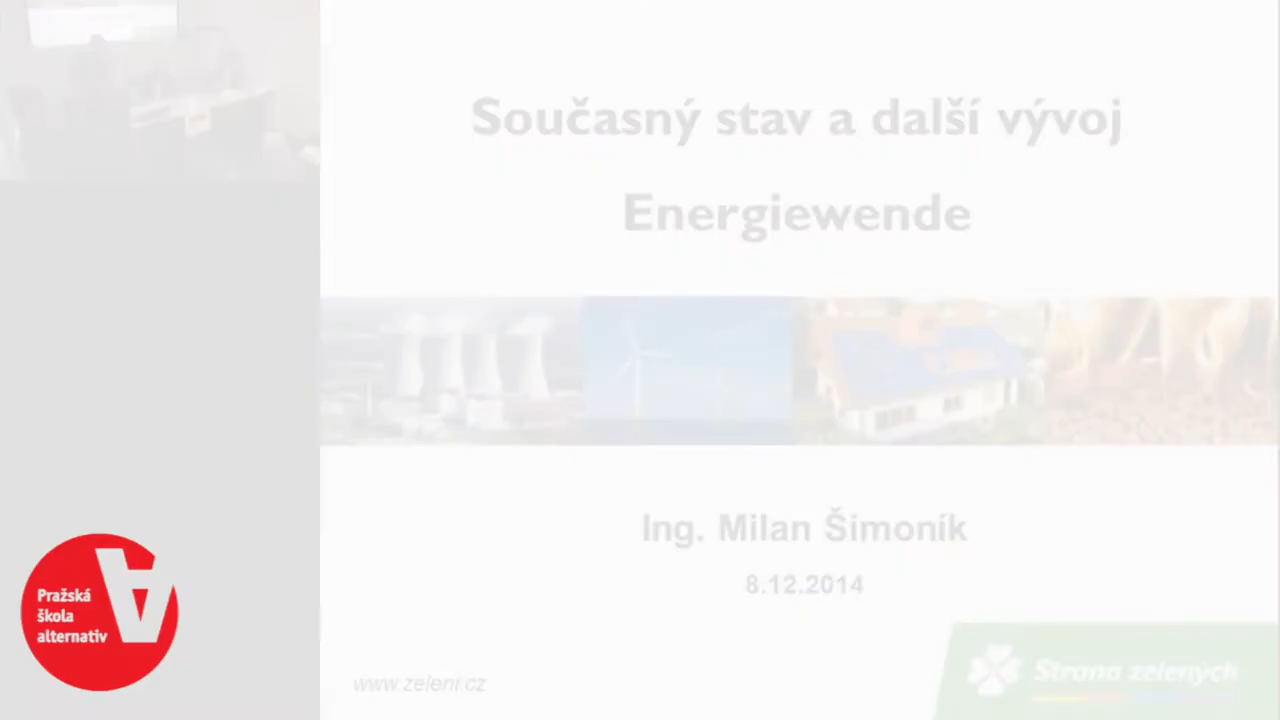 Současný stav a další vývoj
Energiewende
Ing. Milan Šimoník
8.12.2014
Pražská
škola
alternativ
www.zeleni.cz
Strana zelených